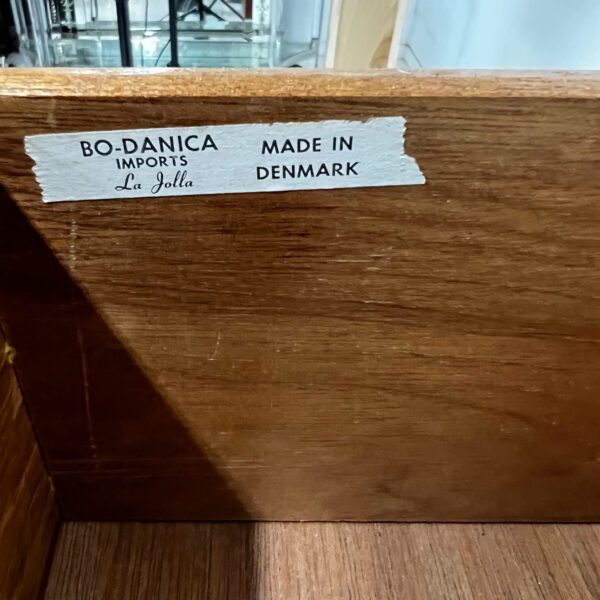 BO-DANICA
IMPORTS
La Jolla
MADE IN
DENMARK